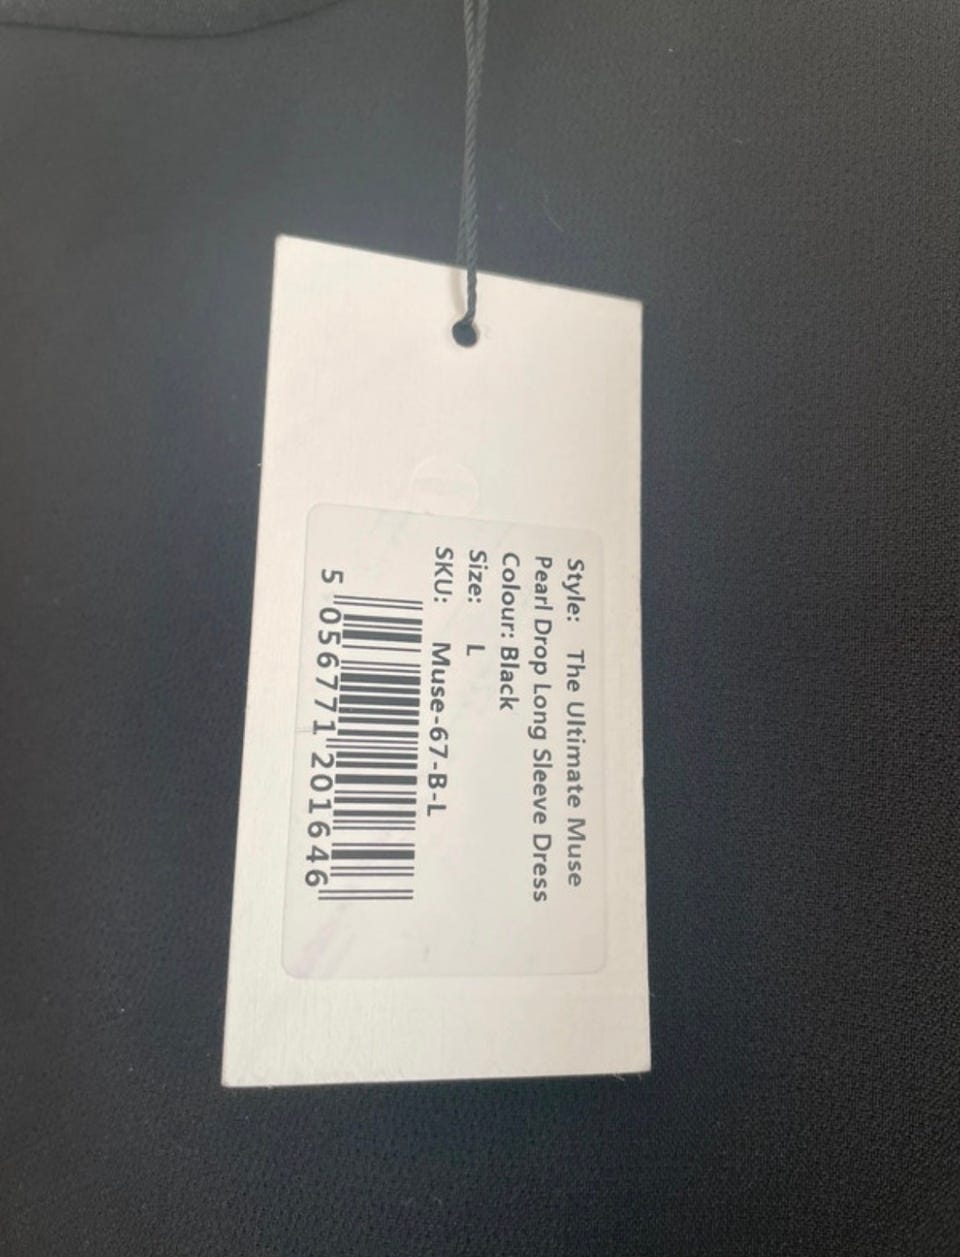 Style: The Ultimate Muse
Pearl Drop Long Sleeve Dress
Colour: Black
Size: L
SKU: Muse-67-B-L
5 056771 201646